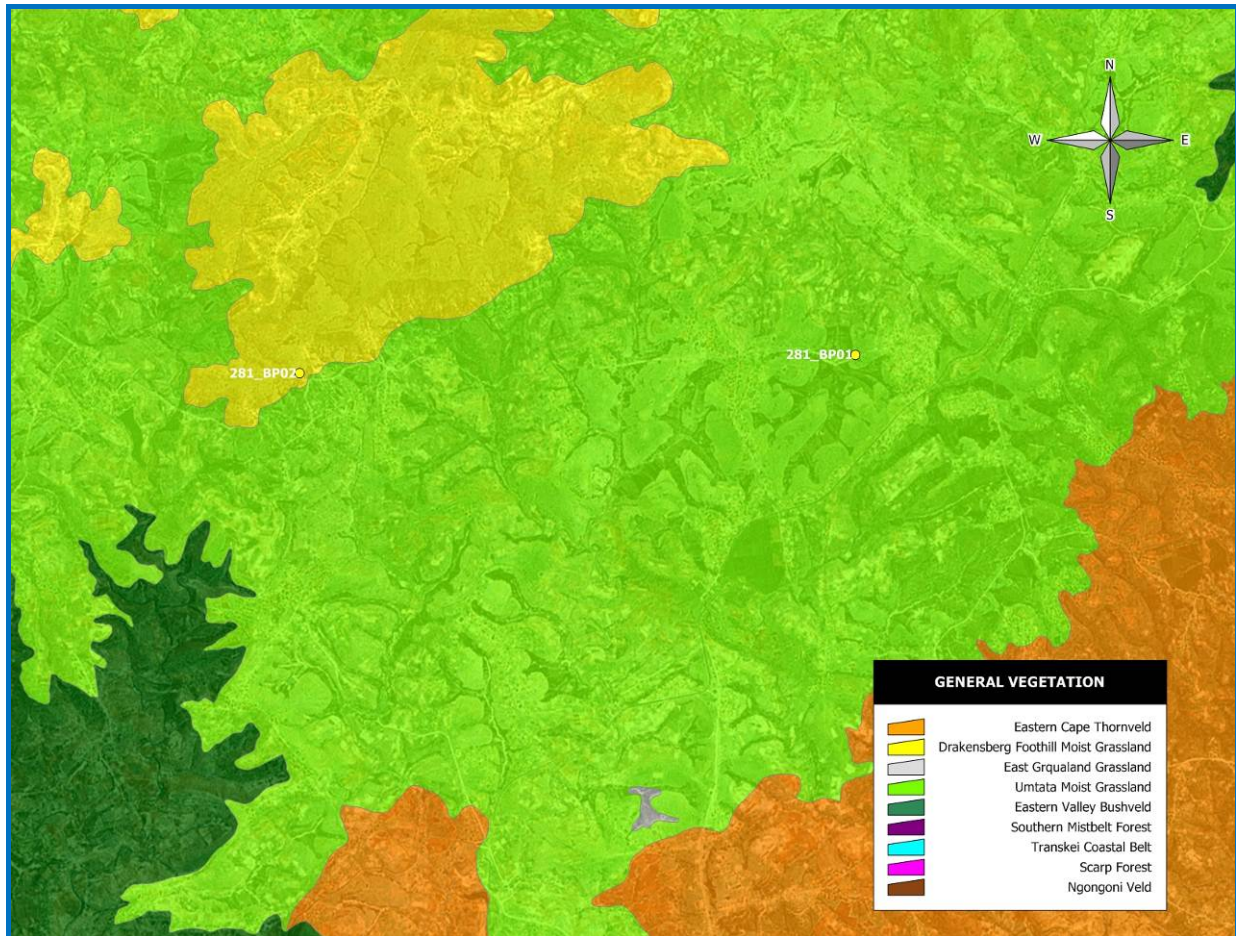 N
W
E
S
281_BP01
281_BP02
GENERAL VEGETATION
Eastern Cape Thornveld
Drakensberg Foothill Moist Grassland
East Grqualand Grassland
Umtata Moist Grassland
Eastern Valley Bushveld
Southern Mistbelt Forest
Transkei Coastal Belt
Scarp Forest
Ngongoni Veld